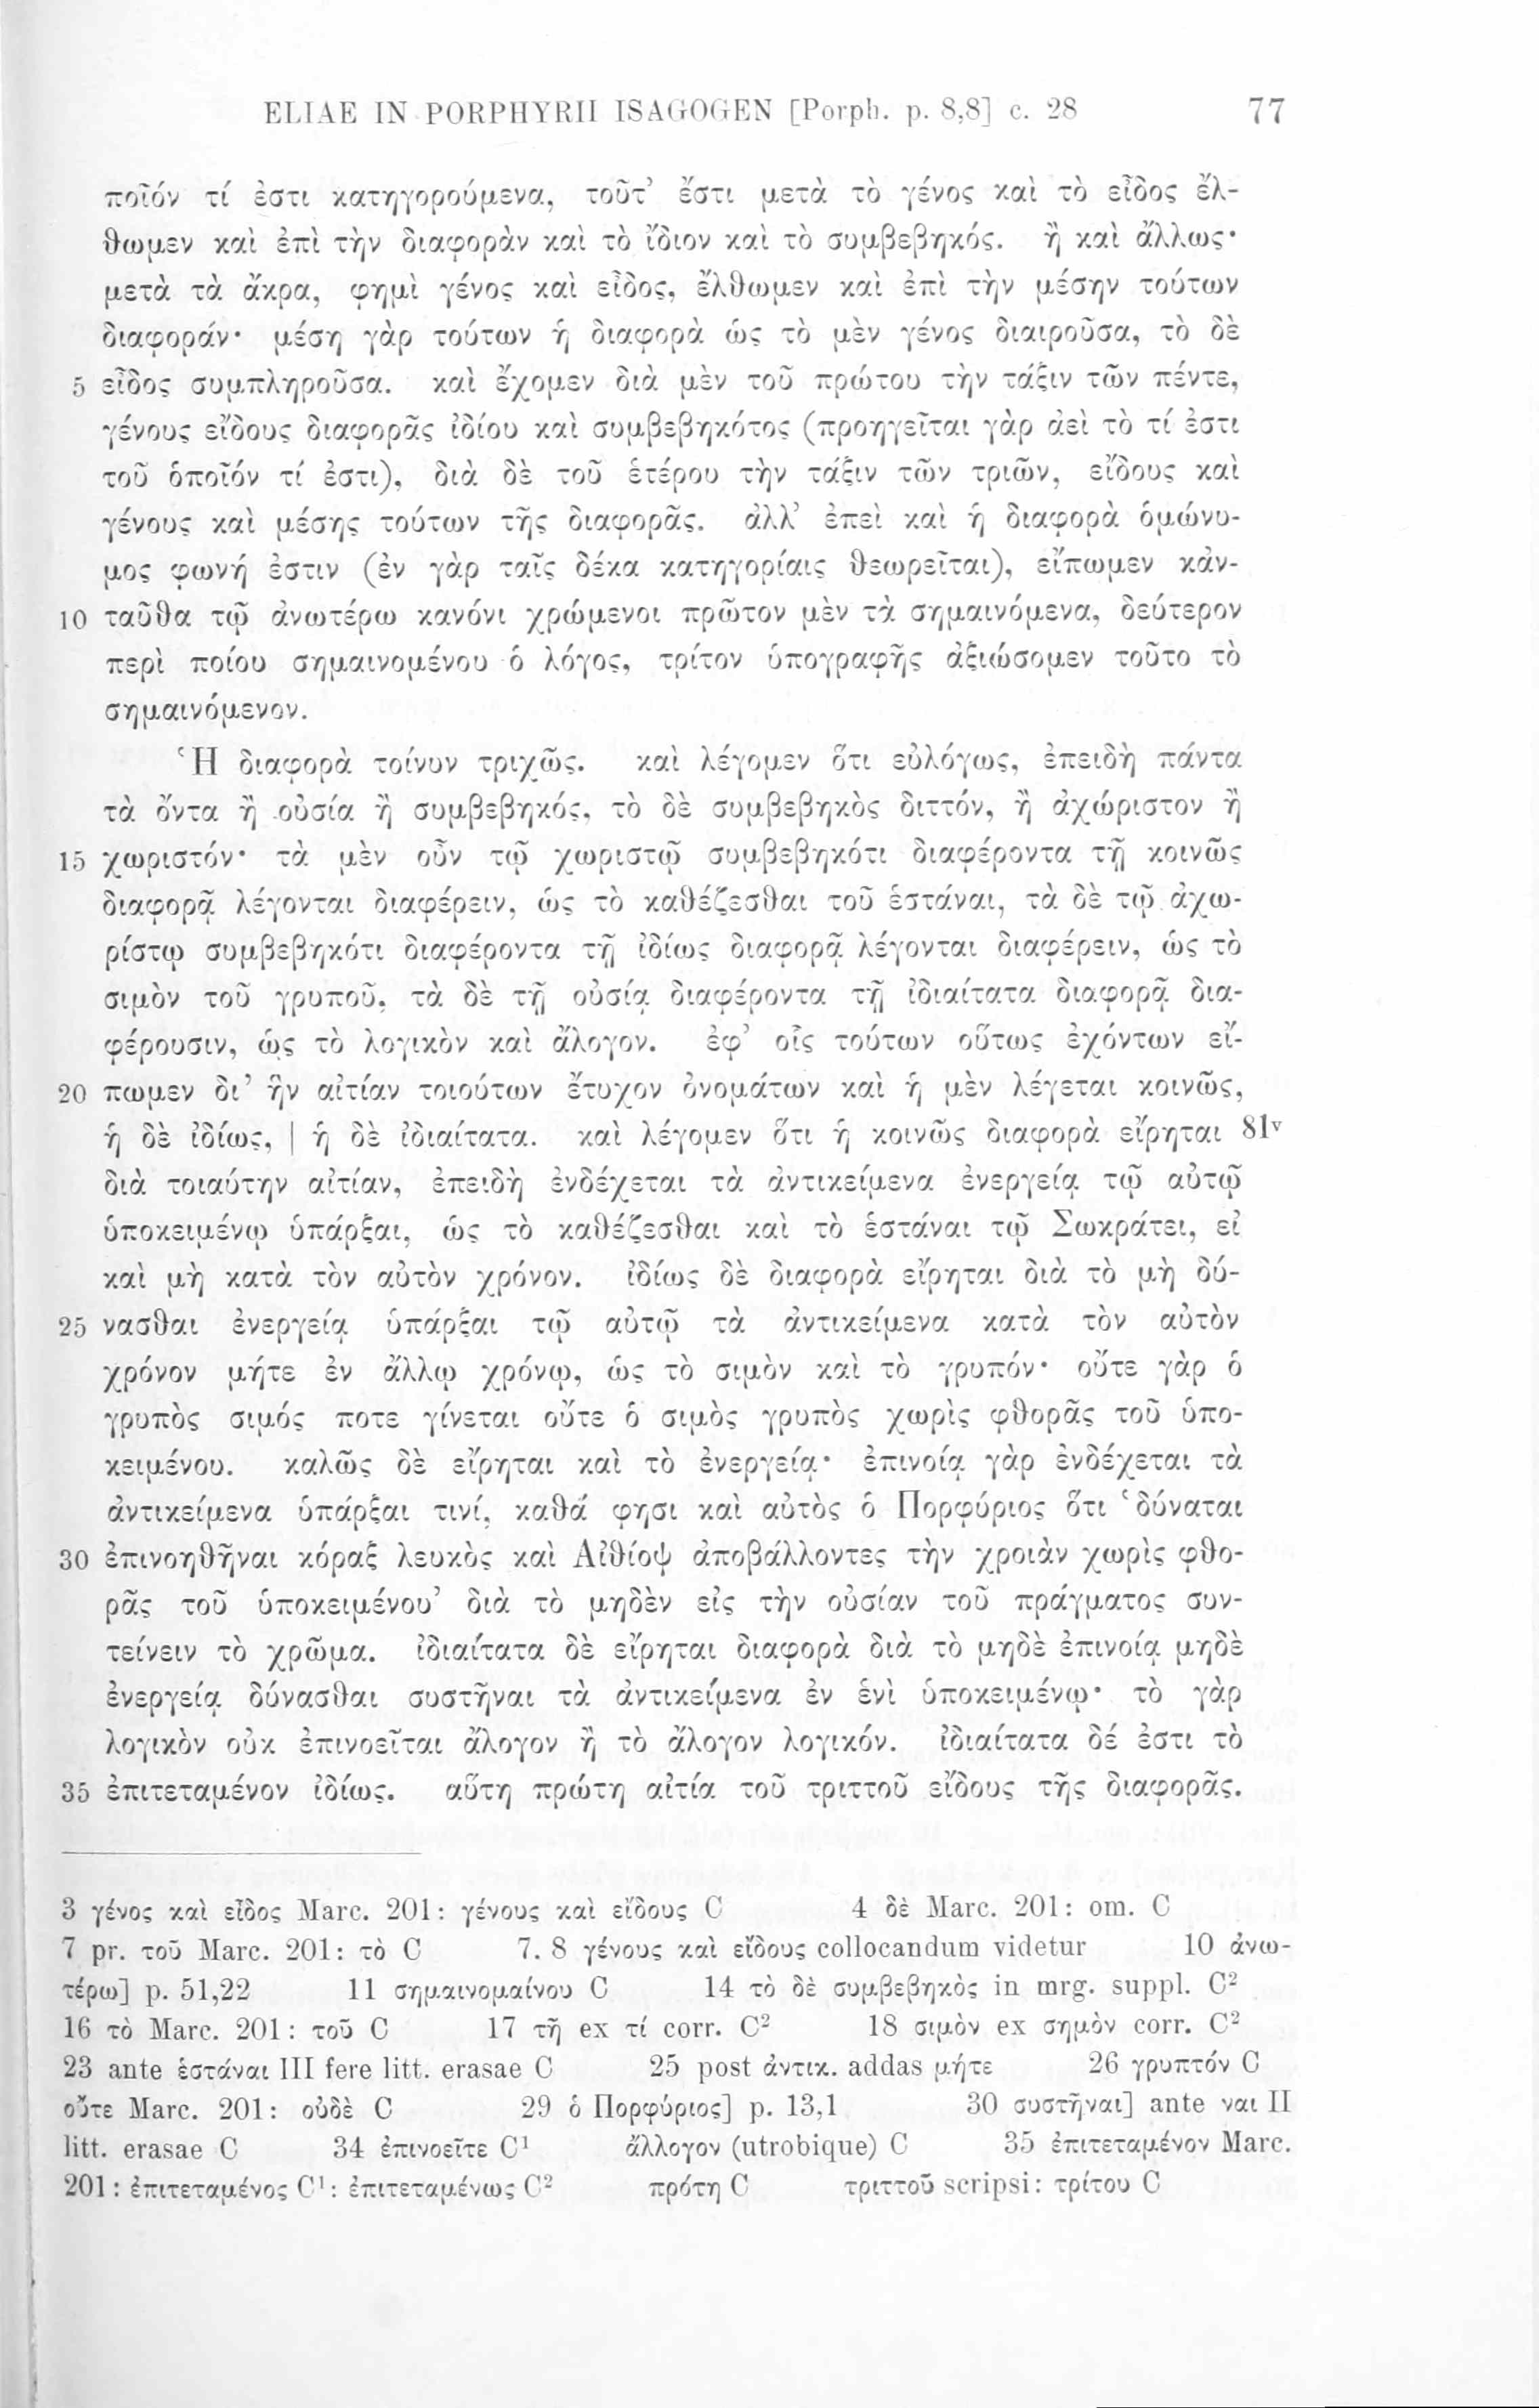 ELIAE IN PORPHYRII ISAGOGEN [Porph. p. 8,8] c. 28 77
ποῖόν τί ἐστι κατηγορούμενα, τοῦτ’ ἔστι μετὰ τὸ γένος καὶ τὸ εἶδος ἔλ-
θωμεν καὶ ἐπὶ τὴν διαφορὰν καὶ τὸ ἴδιον καὶ τὸ συμβεβηκός. ἢ καὶ ἄλλως·
μετὰ τὰ ἄκρα, φημὶ γένος καὶ εἶδος, ἔλθωμεν καὶ ἐπὶ τὴν μέσην τούτων
διαφοράν· μέση γὰρ τούτων ἡ διαφορὰ ὡς τὸ μὲν γένος διαιροῦσα, τὸ δὲ
5 εἶδος συμπληροῦσα. καὶ ἔχομεν διὰ μὲν τοῦ πρώτου τὴν τάξιν τῶν πέντε,
γένους εἴδους διαφορᾶς ἰδίου καὶ συμβεβηκότος (προηγεῖται γὰρ ἀεὶ τὸ τί ἐστι
τοῦ ὁποῖόν τί ἐστι), διὰ δὲ τοῦ ἑτέρου τὴν τάξιν τῶν τριῶν, εἴδους καὶ
γένους καὶ μέσης τούτων τῆς διαφορᾶς. ἀλλ’ ἐπεὶ καὶ ἡ διαφορὰ ὁμώνυ-
μος φωνή ἐστιν (ἐν γὰρ ταῖς δέκα κατηγορίαις θεωρεῖται), εἴπωμεν κἀν-
10 ταῦθα τῷ ἀνωτέρω κανόνι χρώμενοι πρῶτον μὲν τὰ σημαινόμενα, δεύτερον
περὶ ποίου σημαινομένου ὁ λόγος, τρίτον ὑπογραφῆς ἀξιώσομεν τοῦτο τὸ
σημαινόμενον.
Ἡ διαφορὰ τοίνυν τριχῶς. καὶ λέγομεν ὅτι εὐλόγως, ἐπειδὴ πάντα
τὰ ὄντα ἢ οὐσία ἢ συμβεβηκός, τὸ δὲ συμβεβηκὸς διττόν, ἢ ἀχώριστον ἢ
15 χωριστόν· τὰ μὲν οὖν τῷ χωριστῷ συμβεβηκότι διαφέροντα τῇ κοινῶς
διαφορᾷ λέγονται διαφέρειν, ὡς τὸ καθέζεσθαι τοῦ ἑστάναι, τὰ δὲ τῷ ἀχω-
ρίστῳ συμβεβηκότι διαφέροντα τῇ ἰδίως διαφορᾷ λέγονται διαφέρειν, ὡς τὸ
σιμὸν τοῦ γρυποῦ, τὰ δὲ τῇ οὐσίᾳ διαφέροντα τῇ ἰδιαίτατα διαφορᾷ δια-
φέρουσιν, ὡς τὸ λογικὸν καὶ ἄλογον. ἐφ’ οἷς τούτων οὕτως ἐχόντων εἴ-
20 πωμεν δι’ ἣν αἰτίαν τοιούτων ἔτυχον ὀνομάτων καὶ ἡ μὲν λέγεται κοινῶς,
ἡ δὲ ἰδίως, | ἡ δὲ ἰδιαίτατα. καὶ λέγομεν ὅτι ἡ κοινῶς διαφορὰ εἴρηται 81ᵛ
διὰ τοιαύτην αἰτίαν, ἐπειδὴ ἐνδέχεται τὰ ἀντικείμενα ἐνεργείᾳ τῷ αὐτῷ
ὑποκειμένῳ ὑπάρξαι, ὡς τὸ καθέζεσθαι καὶ τὸ ἑστάναι τῷ Σωκράτει, εἰ
καὶ μὴ κατὰ τὸν αὐτὸν χρόνον. ἰδίως δὲ διαφορὰ εἴρηται διὰ τὸ μὴ δύ-
25 νασθαι ἐνεργείᾳ ὑπάρξαι τῷ αὐτῷ τὰ ἀντικείμενα κατὰ τὸν αὐτὸν
χρόνον μήτε ἐν ἄλλῳ χρόνῳ, ὡς τὸ σιμὸν καὶ τὸ γρυπόν· οὔτε γὰρ ὁ
γρυπὸς σιμός ποτε γίνεται οὔτε ὁ σιμὸς γρυπὸς χωρὶς φθορᾶς τοῦ ὑπο-
κειμένου. καλῶς δὲ εἴρηται καὶ τὸ ἐνεργείᾳ· ἐπινοίᾳ γὰρ ἐνδέχεται τὰ
ἀντικείμενα ὑπάρξαι τινί, καθά φησι καὶ αὐτὸς ὁ Πορφύριος ὅτι ‘δύναται
30 ἐπινοηθῆναι κόραξ λευκὸς καὶ Αἰθίοψ ἀποβάλλοντες τὴν χροιὰν χωρὶς φθο-
ρᾶς τοῦ ὑποκειμένου’ διὰ τὸ μηδὲν εἰς τὴν οὐσίαν τοῦ πράγματος συν-
τείνειν τὸ χρῶμα. ἰδιαίτατα δὲ εἴρηται διαφορὰ διὰ τὸ μηδὲ ἐπινοίᾳ μηδὲ
ἐνεργείᾳ δύνασθαι συστῆναι τὰ ἀντικείμενα ἐν ἑνὶ ὑποκειμένῳ· τὸ γὰρ
λογικὸν οὐκ ἐπινοεῖται ἄλογον ἢ τὸ ἄλογον λογικόν. ἰδιαίτατα δέ ἐστι τὸ
35 ἐπιτεταμένον ἰδίως. αὕτη πρώτη αἰτία τοῦ τριττοῦ εἴδους τῆς διαφορᾶς.
3 γένος καὶ εἶδος Marc. 201: γένους καὶ εἴδους C 4 δὲ Marc. 201: om. C
7 pr. τοῦ Marc. 201: τὸ C 7. 8 γένους καὶ εἴδους collocandum videtur 10 ἀνω-
τέρω] p. 51,22 11 σημαινομαίνου C 14 τὸ δὲ συμβεβηκὸς in mrg. suppl. C²
16 τὸ Marc. 201: τοῦ C 17 τῇ ex τί corr. C² 18 σιμὸν ex σημὸν corr. C²
23 ante ἑστάναι III fere litt. erasae C 25 post ἀντικ. addas μήτε 26 γρυπτόν C
οὔτε Marc. 201: οὐδὲ C 29 ὁ Πορφύριος] p. 13,1 30 συστῆναι] ante ναι II
litt. erasae C 34 ἐπινοεῖτε C¹ ἄλλογον (utrobique) C 35 ἐπιτεταμένον Marc.
201: ἐπιτεταμένος C¹: ἐπιτεταμένως C² πρότη C τριττοῦ scripsi: τρίτου C